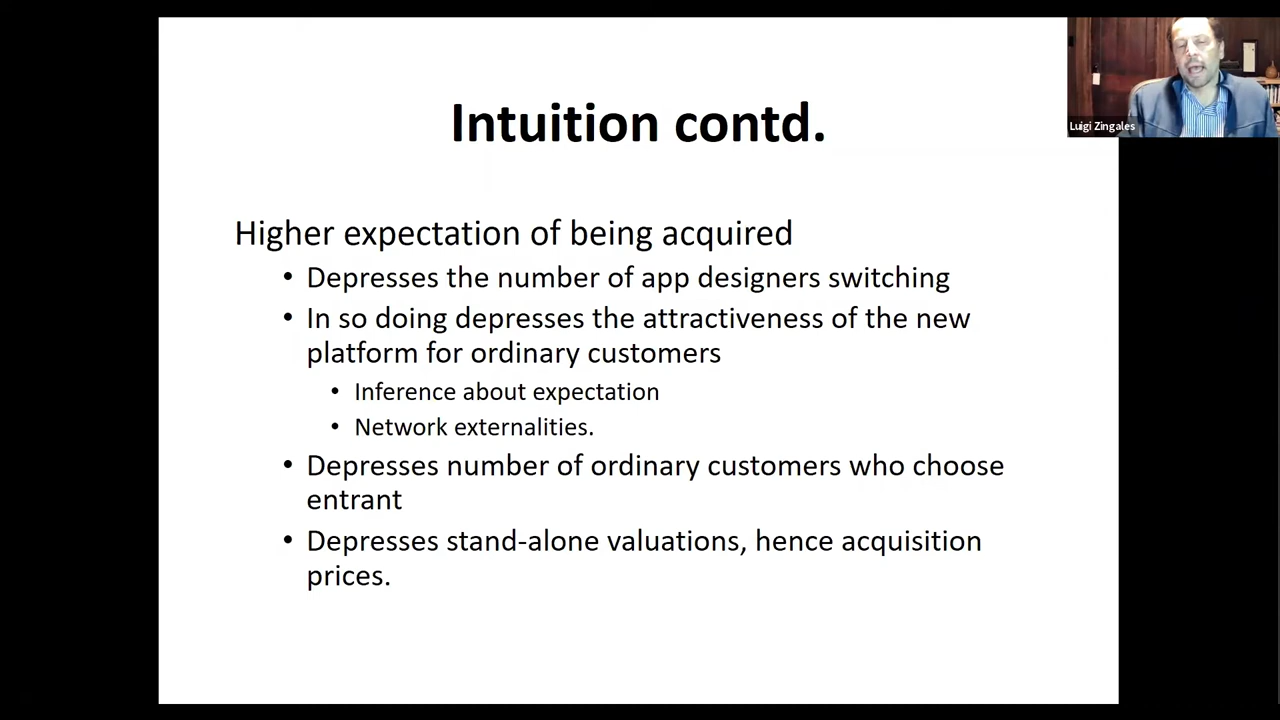 Luigi Zingales
Intuition contd.
Higher expectation of being acquired
• Depresses the number of app designers switching
• In so doing depresses the attractiveness of the new
platform for ordinary customers
• Inference about expectation
• Network externalities.
• Depresses number of ordinary customers who choose
entrant
• Depresses stand-alone valuations, hence acquisition
prices.